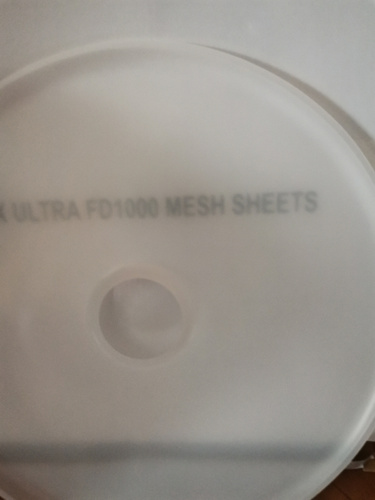 X ULTRA FD1000 MESH SHEETS